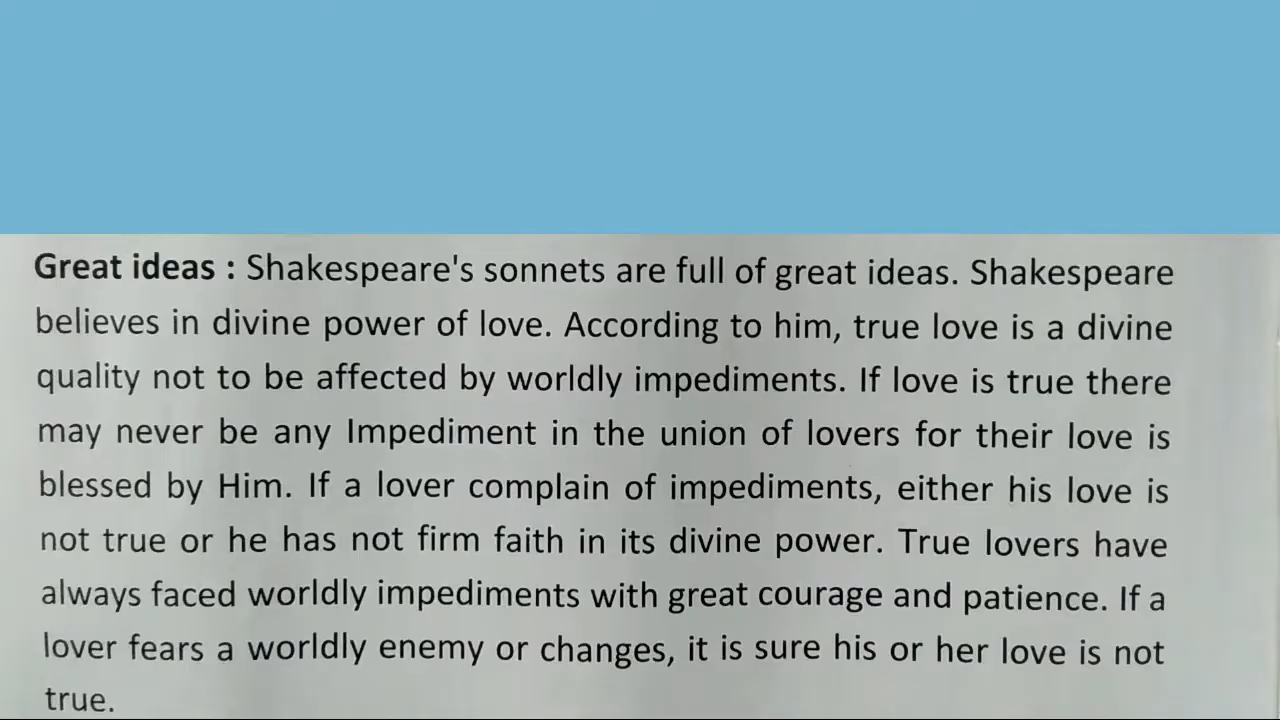 Great ideas : Shakespeare's sonnets are full of great ideas. Shakespeare
believes in divine power of love. According to him, true love is a divine
quality not to be affected by worldly impediments. If love is true there
may never be any Impediment in the union of lovers for their love is
blessed by Him. If a lover complain of impediments, either his love is
not true or he has not firm faith in its divine power. True lovers have
always faced worldly impediments with great courage and patience. If a
lover fears a worldly enemy or changes, it is sure his or her love is not
true.